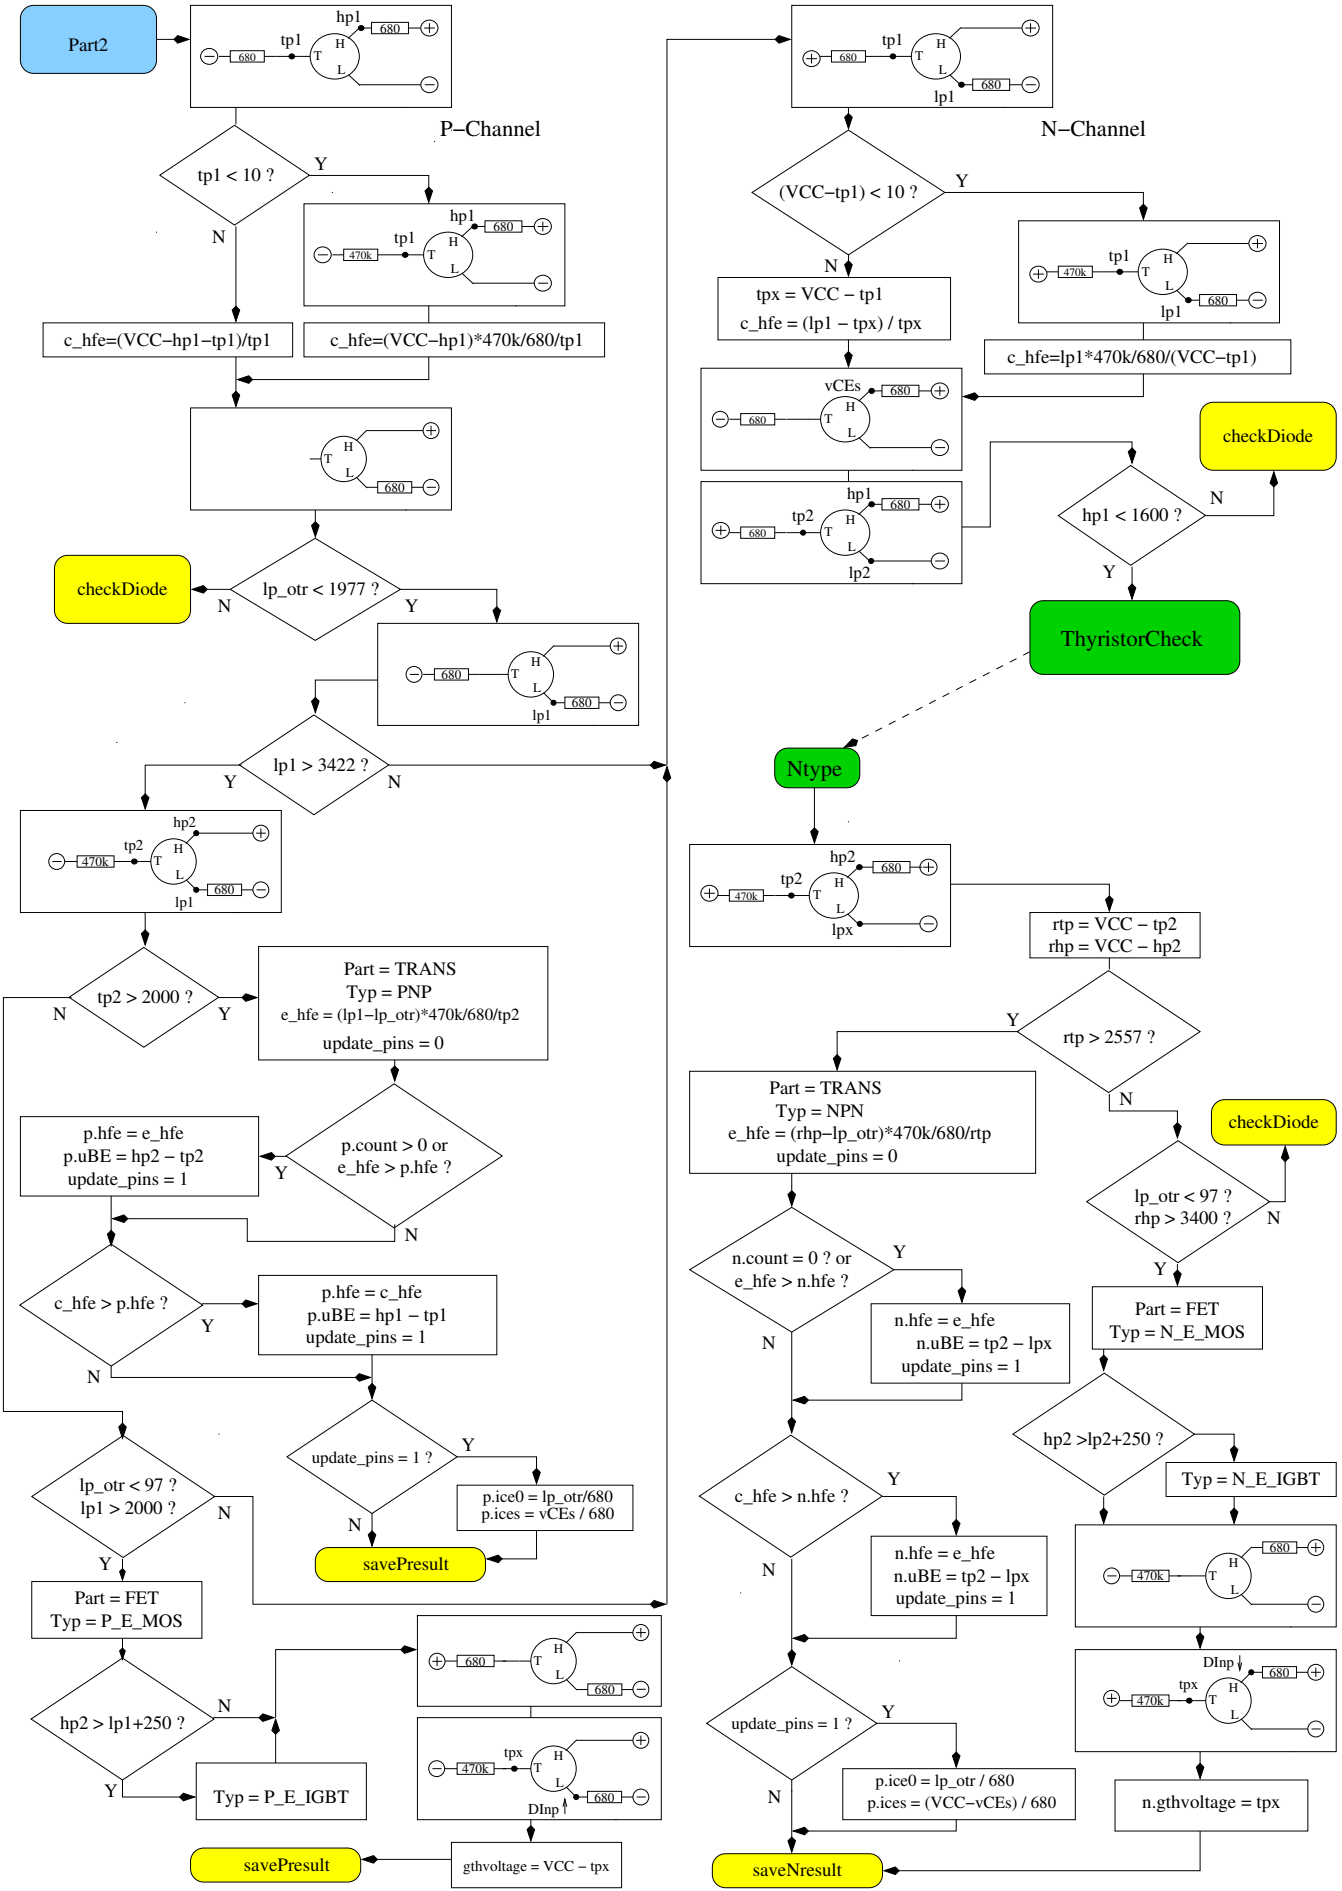 Part2
hp1
680
+
H
tp1
− 680 T
L
−
P−Channel
tp1 < 10 ?
Y
N
hp1
680
+
H
tp1
− 470k T
L
−
c_hfe=(VCC−hp1−tp1)/tp1
c_hfe=(VCC−hp1)*470k/680/tp1
+
H
T
L
680
−
lp_otr < 1977 ?
checkDiode
N
Y
+
H
− 680 T
L
680
−
lp1
lp1 > 3422 ?
Y
N
hp2
+
H
tp2
− 470k T
L
680
−
lp1
tp2 > 2000 ?
N
Y
Part = TRANS
Typ = PNP
e_hfe = (lp1−lp_otr)*470k/680/tp2
update_pins = 0
p.count > 0 or
e_hfe > p.hfe ?
Y
N
p.hfe = e_hfe
p.uBE = hp2 − tp2
update_pins = 1
c_hfe > p.hfe ?
Y
N
p.hfe = c_hfe
p.uBE = hp1 − tp1
update_pins = 1
update_pins = 1 ?
Y
N
p.ice0 = lp_otr/680
p.ices = vCEs / 680
savePresult
lp_otr < 97 ?
lp1 > 2000 ?
N
Y
Part = FET
Typ = P_E_MOS
hp2 > lp1+250 ?
N
Y
Typ = P_E_IGBT
+
H
+ 680 T
L
680
−
+
H
tpx
− 470k T
L
680
−
DInp
gthvoltage = VCC − tpx
savePresult
+
H
tp1
+ 680 T
L
680
−
lp1
N−Channel
(VCC−tp1) < 10 ?
Y
N
+
H
tp1
+ 470k T
L
680
−
lp1
tpx = VCC − tp1
c_hfe = (lp1 − tpx) / tpx
c_hfe=lp1*470k/680/(VCC−tp1)
vCEs
680
+
H
− 680 T
L
−
hp1
680
+
H
tp2
+ 680 T
L
−
lp2
hp1 < 1600 ?
N
Y
checkDiode
ThyristorCheck
Ntype
hp2
680
+
H
tp2
+ 470k T
L
−
lpx
rtp = VCC − tp2
rhp = VCC − hp2
rtp > 2557 ?
Y
N
Part = TRANS
Typ = NPN
e_hfe = (rhp−lp_otr)*470k/680/rtp
update_pins = 0
checkDiode
lp_otr < 97 ?
rhp > 3400 ?
N
Y
n.count = 0 ? or
e_hfe > n.hfe ?
Y
N
n.hfe = e_hfe
n.uBE = tp2 − lpx
update_pins = 1
Part = FET
Typ = N_E_MOS
hp2 >lp2+250 ?
Y
Typ = N_E_IGBT
c_hfe > n.hfe ?
Y
N
n.hfe = e_hfe
n.uBE = tp2 − lpx
update_pins = 1
680
+
H
− 470k T
L
−
DInp
680
+
H
tpx
+ 470k T
L
−
update_pins = 1 ?
Y
N
p.ice0 = lp_otr / 680
p.ices = (VCC−vCEs) / 680
n.gthvoltage = tpx
saveNresult